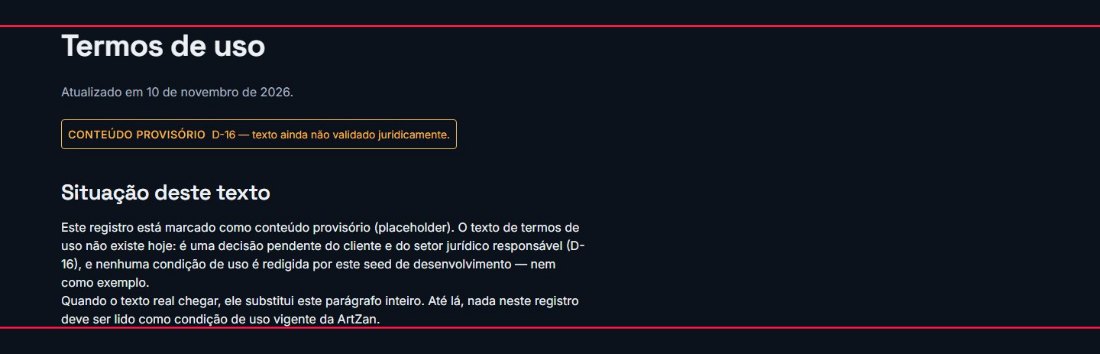 Termos de uso
Atualizado em 10 de novembro de 2026.
CONTEÚDO PROVISÓRIO D-16 — texto ainda não validado juridicamente.
Situação deste texto
Este registro está marcado como conteúdo provisório (placeholder). O texto de termos de
uso não existe hoje: é uma decisão pendente do cliente e do setor jurídico responsável (D-
16), e nenhuma condição de uso é redigida por este seed de desenvolvimento — nem
como exemplo.
Quando o texto real chegar, ele substitui este parágrafo inteiro. Até lá, nada neste registro
deve ser lido como condição de uso vigente da ArtZan.